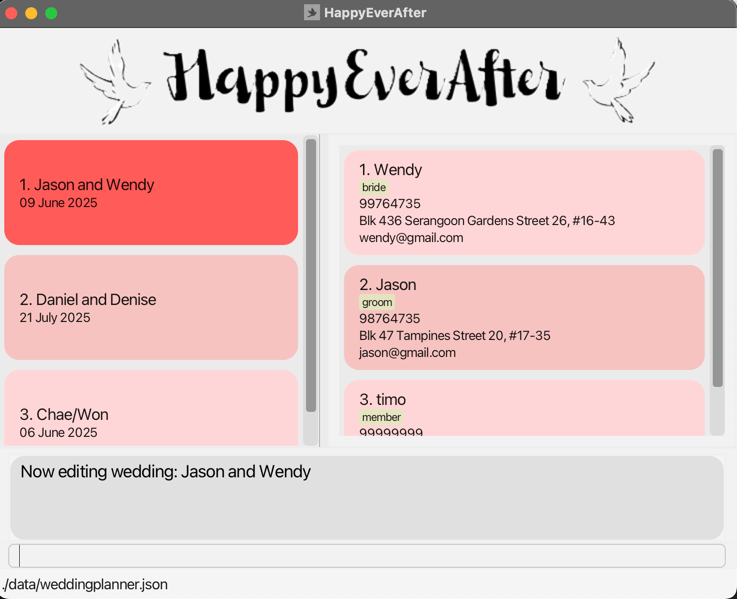 HappyEverAfter
HappyEverAfter
1. Jason and Wendy
09 June 2025
2. Daniel and Denise
21 July 2025
3. Chae/Won
06 June 2025
1. Wendy
bride
99764735
Blk 436 Serangoon Gardens Street 26, #16-43
wendy@gmail.com
2. Jason
groom
98764735
Blk 47 Tampines Street 20, #17-35
jason@gmail.com
3. timo
member
99999999
Now editing wedding: Jason and Wendy
./data/weddingplanner.json